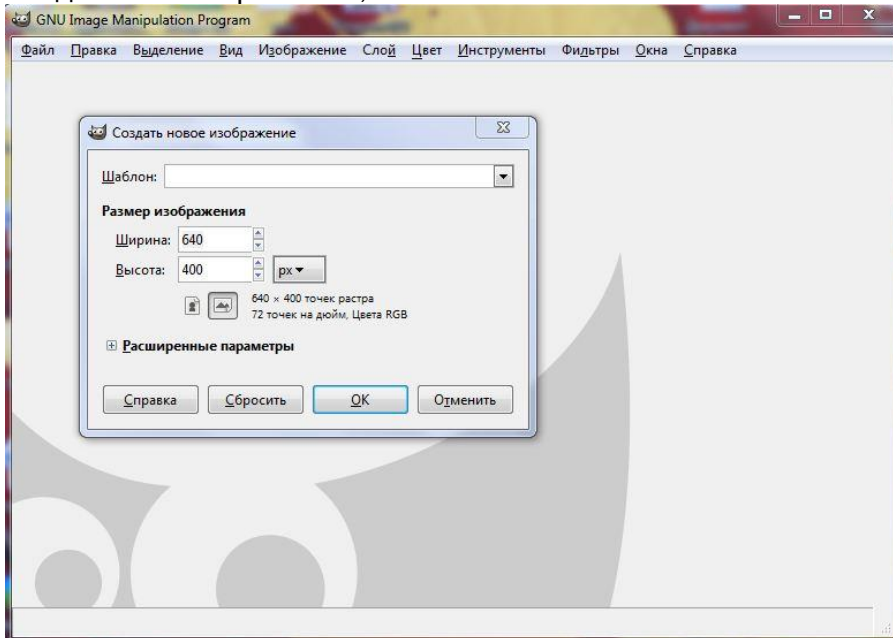 GNU Image Manipulation Program
Файл Правка Выделение Вид Изображение Слой Цвет Инструменты Фильтры Окна Справка
Создать новое изображение
Шаблон:
Размер изображения
Ширина: 640
Высота: 400 px
640 × 400 точек растра
72 точек на дюйм, Цвета RGB
Расширенные параметры
Справка Сбросить OK Отменить